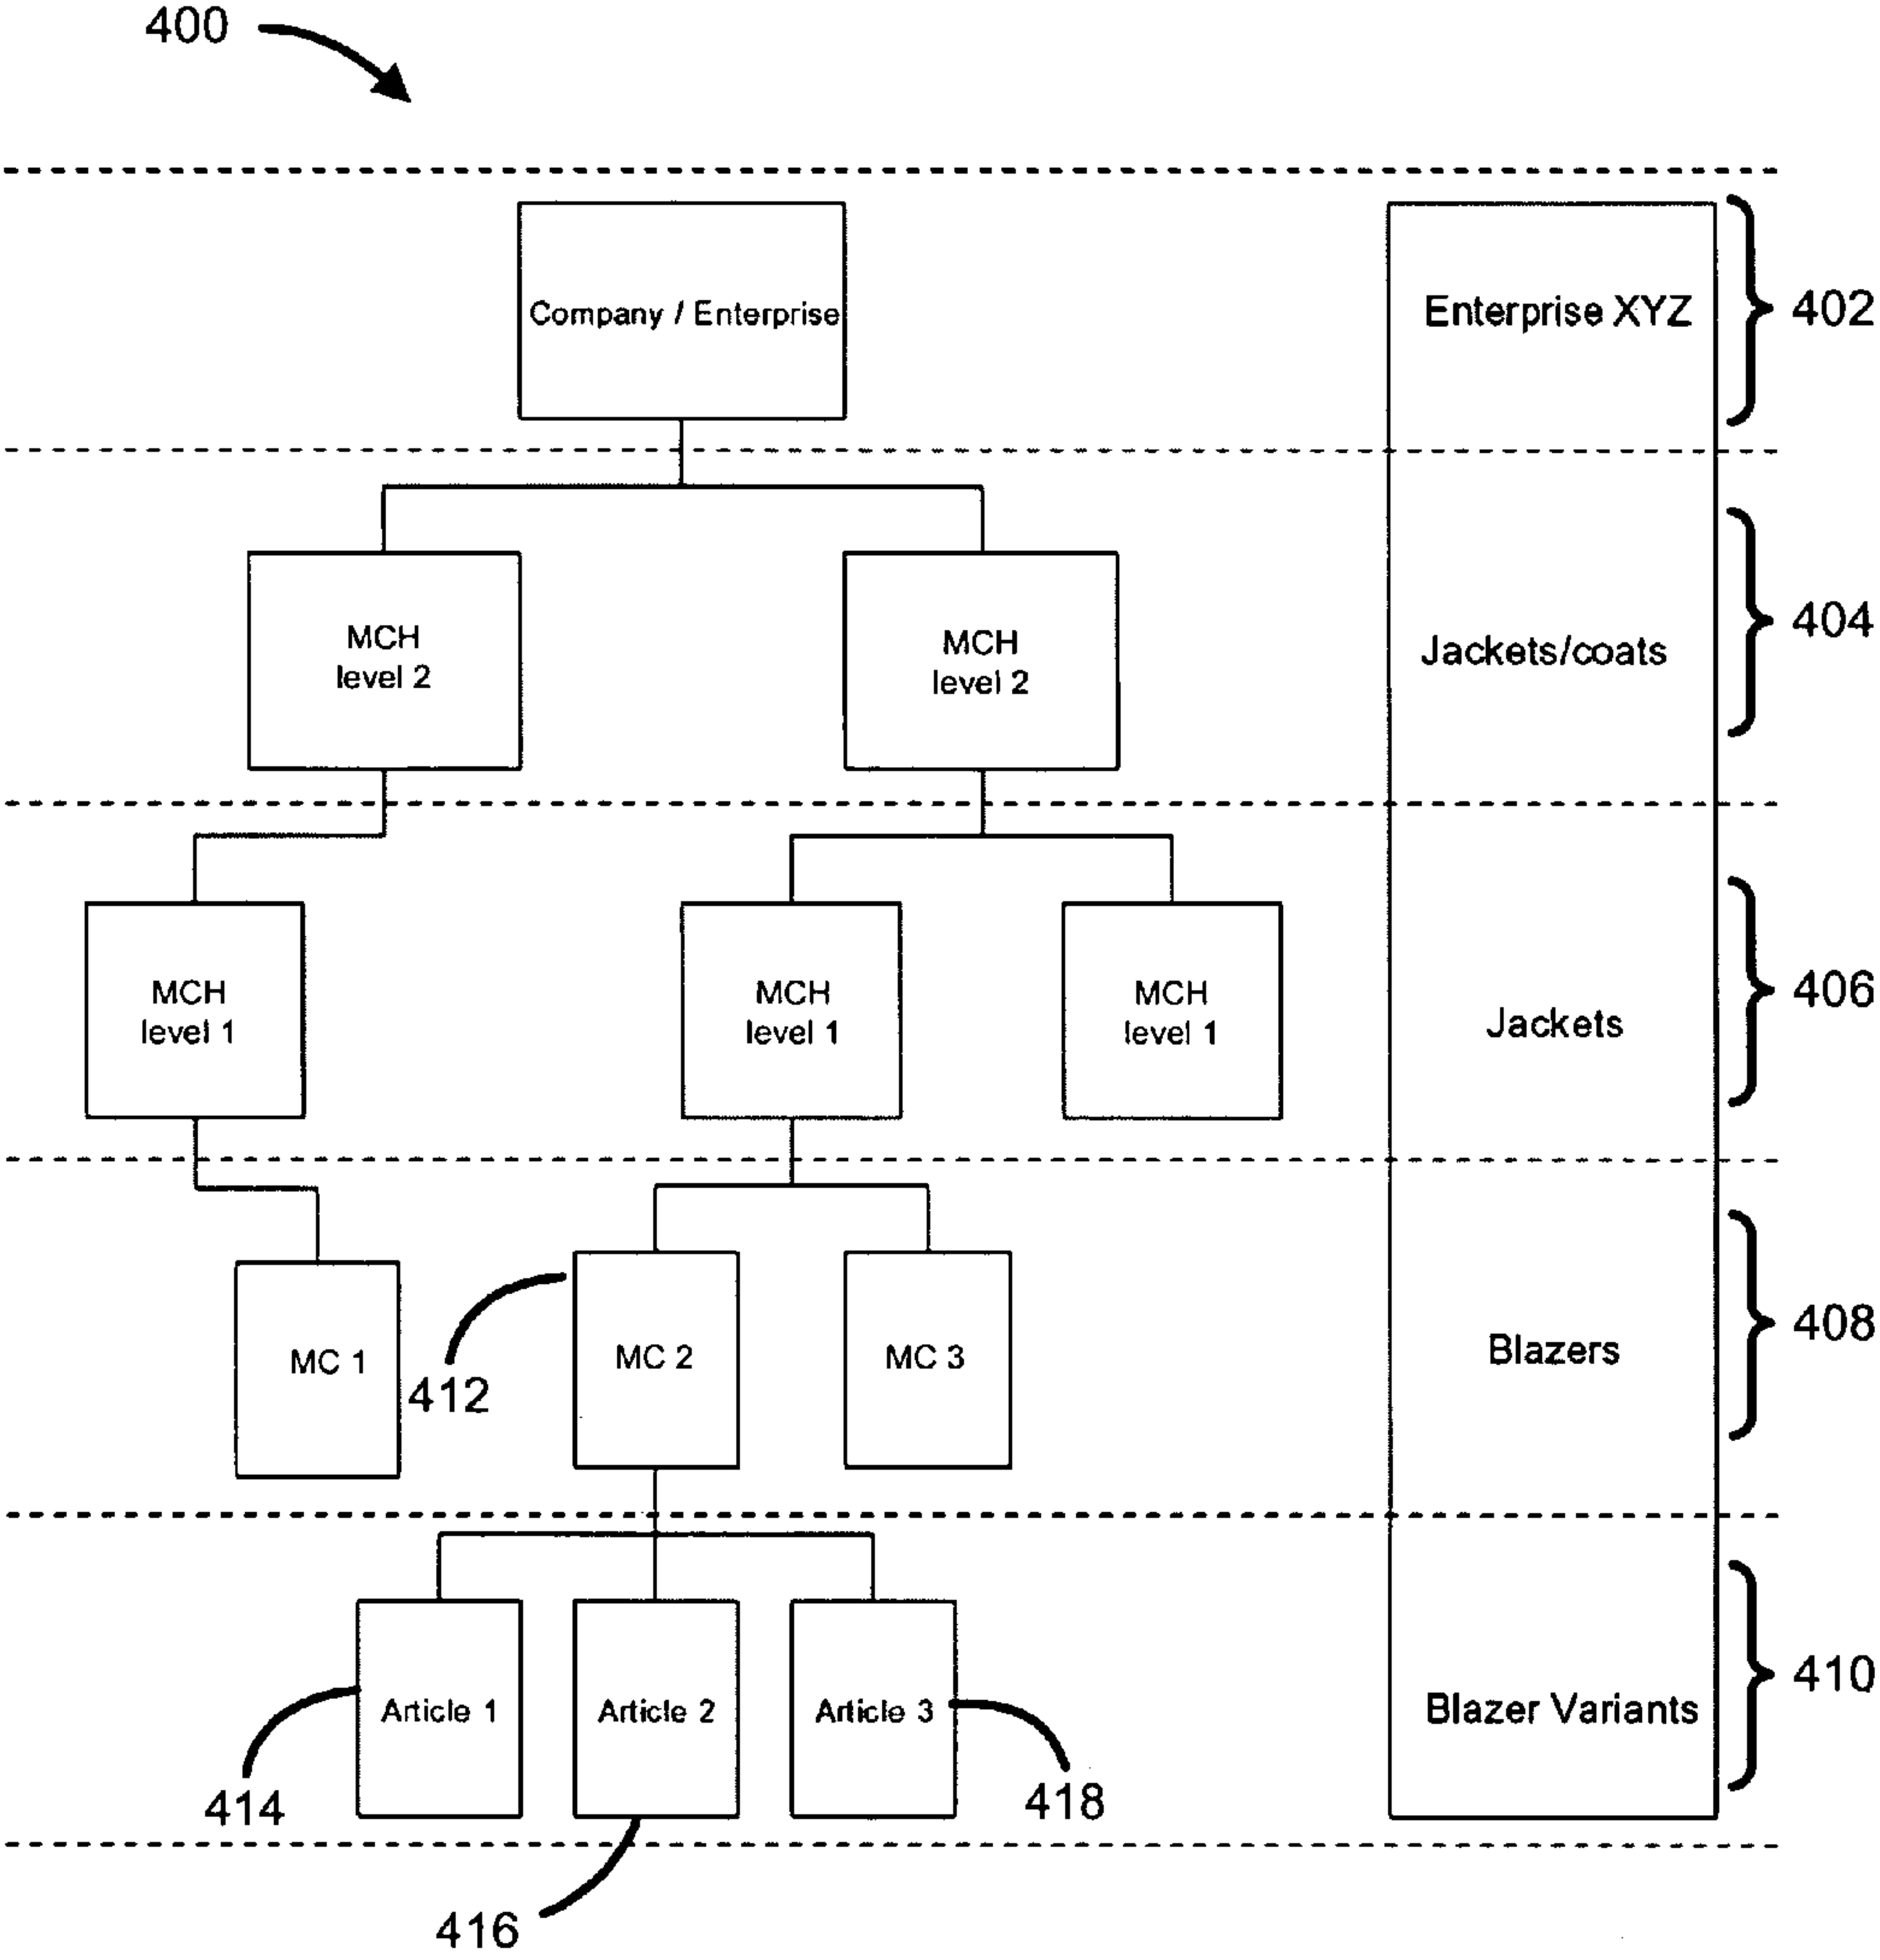 400
Company / Enterprise
Enterprise XYZ
402
MCH
level 2
MCH
level 2
Jackets/coats
404
MCH
level 1
MCH
level 1
MCH
level 1
Jackets
406
MC 1
412
MC 2
MC 3
Blazers
408
Article 1
Article 2
Article 3
Blazer Variants
410
414
418
416